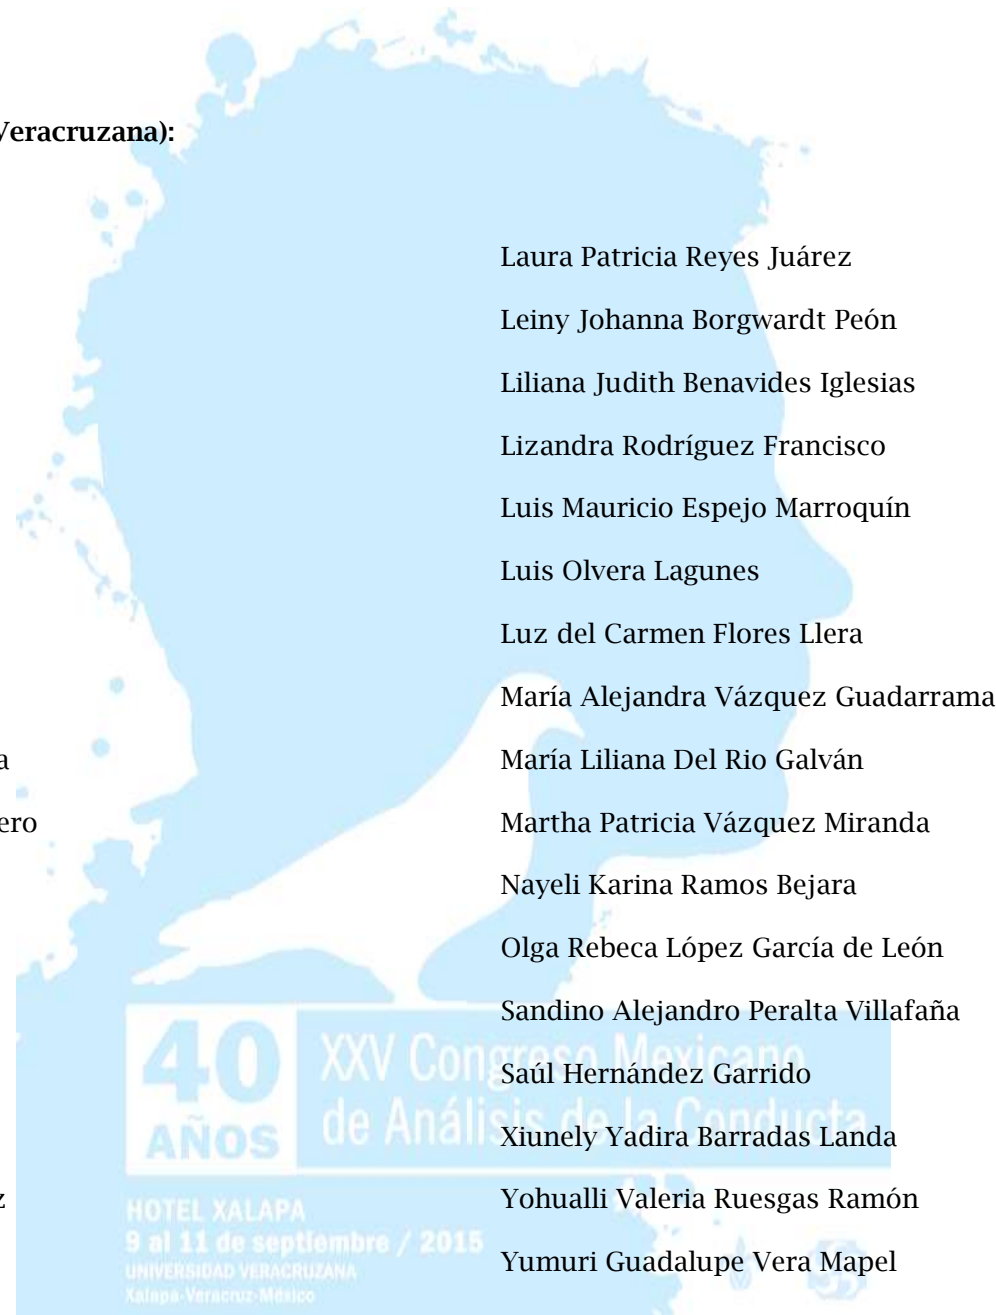 Veracruzana):
Laura Patricia Reyes Juárez
Leiny Johanna Borgwardt Peón
Liliana Judith Benavides Iglesias
Lizandra Rodríguez Francisco
Luis Mauricio Espejo Marroquín
Luis Olvera Lagunes
Luz del Carmen Flores Llera
María Alejandra Vázquez Guadarrama
a
María Liliana Del Rio Galván
ero
Martha Patricia Vázquez Miranda
Nayeli Karina Ramos Bejara
Olga Rebeca López García de León
Sandino Alejandro Peralta Villafaña
Saúl Hernández Garrido
Xiunely Yadira Barradas Landa
z
Yohualli Valeria Ruesgas Ramón
Yumuri Guadalupe Vera Mapel
40
AÑOS
XXV Congreso Mexicano
de Análisis de la Conducta
HOTEL XALAPA
9 al 11 de septiembre / 2015
UNIVERSIDAD VERACRUZANA
Xalapa-Veracruz-México